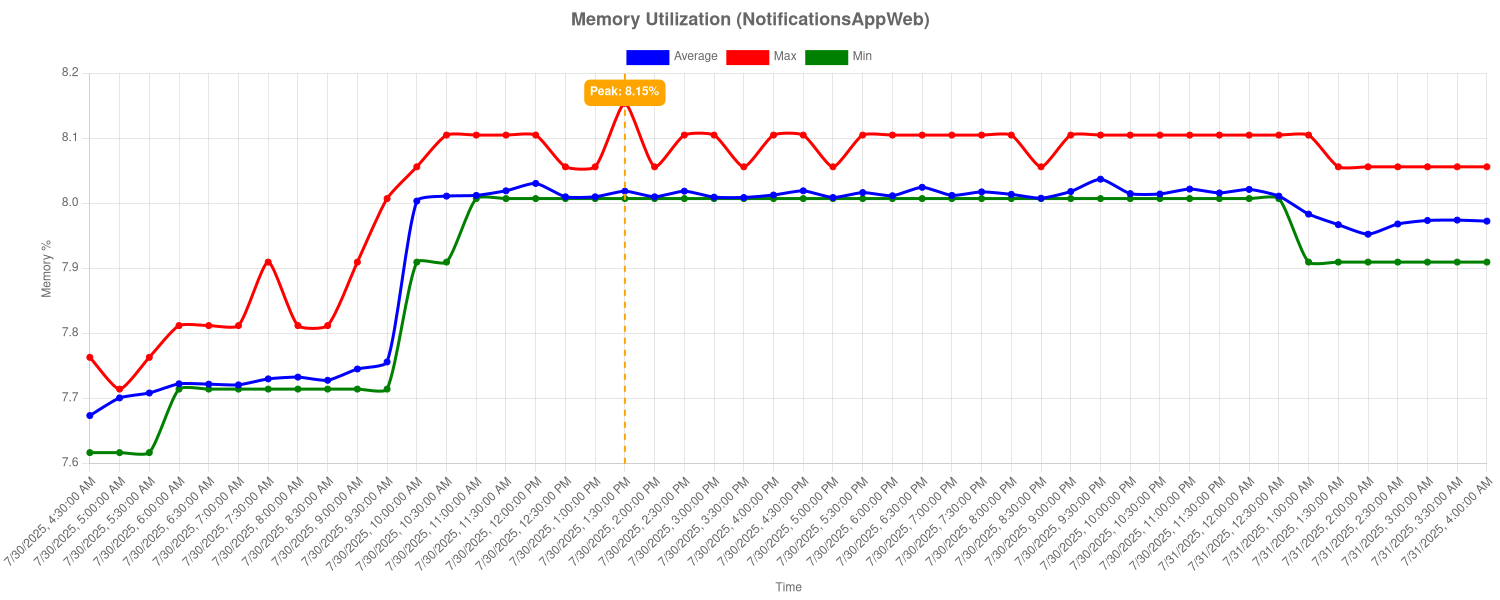 Memory Utilization (NotificationsAppWeb)
Average Max Min
Peak: 8.15%
8.2
8.1
8.0
7.9
7.8
7.7
7.6
Memory %
7/30/2025, 4:30:00 AM
7/30/2025, 5:00:00 AM
7/30/2025, 5:30:00 AM
7/30/2025, 6:00:00 AM
7/30/2025, 6:30:00 AM
7/30/2025, 7:00:00 AM
7/30/2025, 7:30:00 AM
7/30/2025, 8:00:00 AM
7/30/2025, 8:30:00 AM
7/30/2025, 9:00:00 AM
7/30/2025, 9:30:00 AM
7/30/2025, 10:00:00 AM
7/30/2025, 10:30:00 AM
7/30/2025, 11:00:00 AM
7/30/2025, 11:30:00 AM
7/30/2025, 12:00:00 PM
7/30/2025, 12:30:00 PM
7/30/2025, 1:00:00 PM
7/30/2025, 1:30:00 PM
7/30/2025, 2:00:00 PM
7/30/2025, 2:30:00 PM
7/30/2025, 3:00:00 PM
7/30/2025, 3:30:00 PM
7/30/2025, 4:00:00 PM
7/30/2025, 4:30:00 PM
7/30/2025, 5:00:00 PM
7/30/2025, 5:30:00 PM
7/30/2025, 6:00:00 PM
7/30/2025, 6:30:00 PM
7/30/2025, 7:00:00 PM
7/30/2025, 7:30:00 PM
7/30/2025, 8:00:00 PM
7/30/2025, 8:30:00 PM
7/30/2025, 9:00:00 PM
7/30/2025, 9:30:00 PM
7/30/2025, 10:00:00 PM
7/30/2025, 10:30:00 PM
7/30/2025, 11:00:00 PM
7/30/2025, 11:30:00 PM
7/31/2025, 12:00:00 AM
7/31/2025, 12:30:00 AM
7/31/2025, 1:00:00 AM
7/31/2025, 1:30:00 AM
7/31/2025, 2:00:00 AM
7/31/2025, 2:30:00 AM
7/31/2025, 3:00:00 AM
7/31/2025, 3:30:00 AM
7/31/2025, 4:00:00 AM
Time